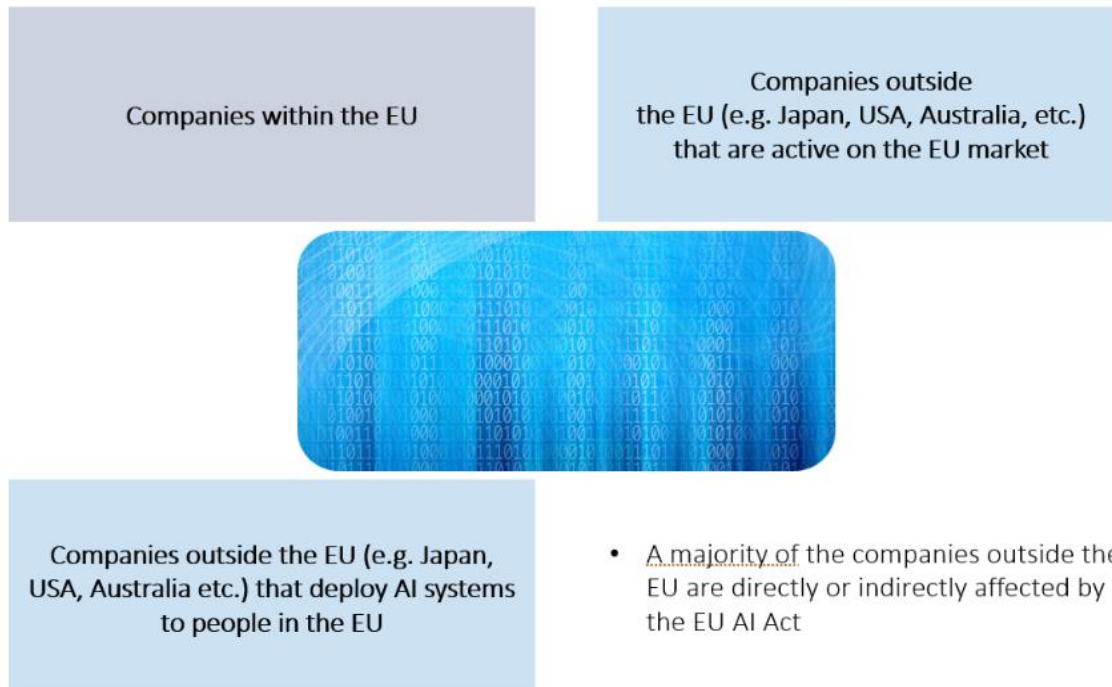 Companies within the EU
Companies outside
the EU (e.g. Japan, USA, Australia, etc.)
that are active on the EU market
Companies outside the EU (e.g. Japan,
USA, Australia etc.) that deploy AI systems
to people in the EU
• A majority of the companies outside the
EU are directly or indirectly affected by
the EU AI Act